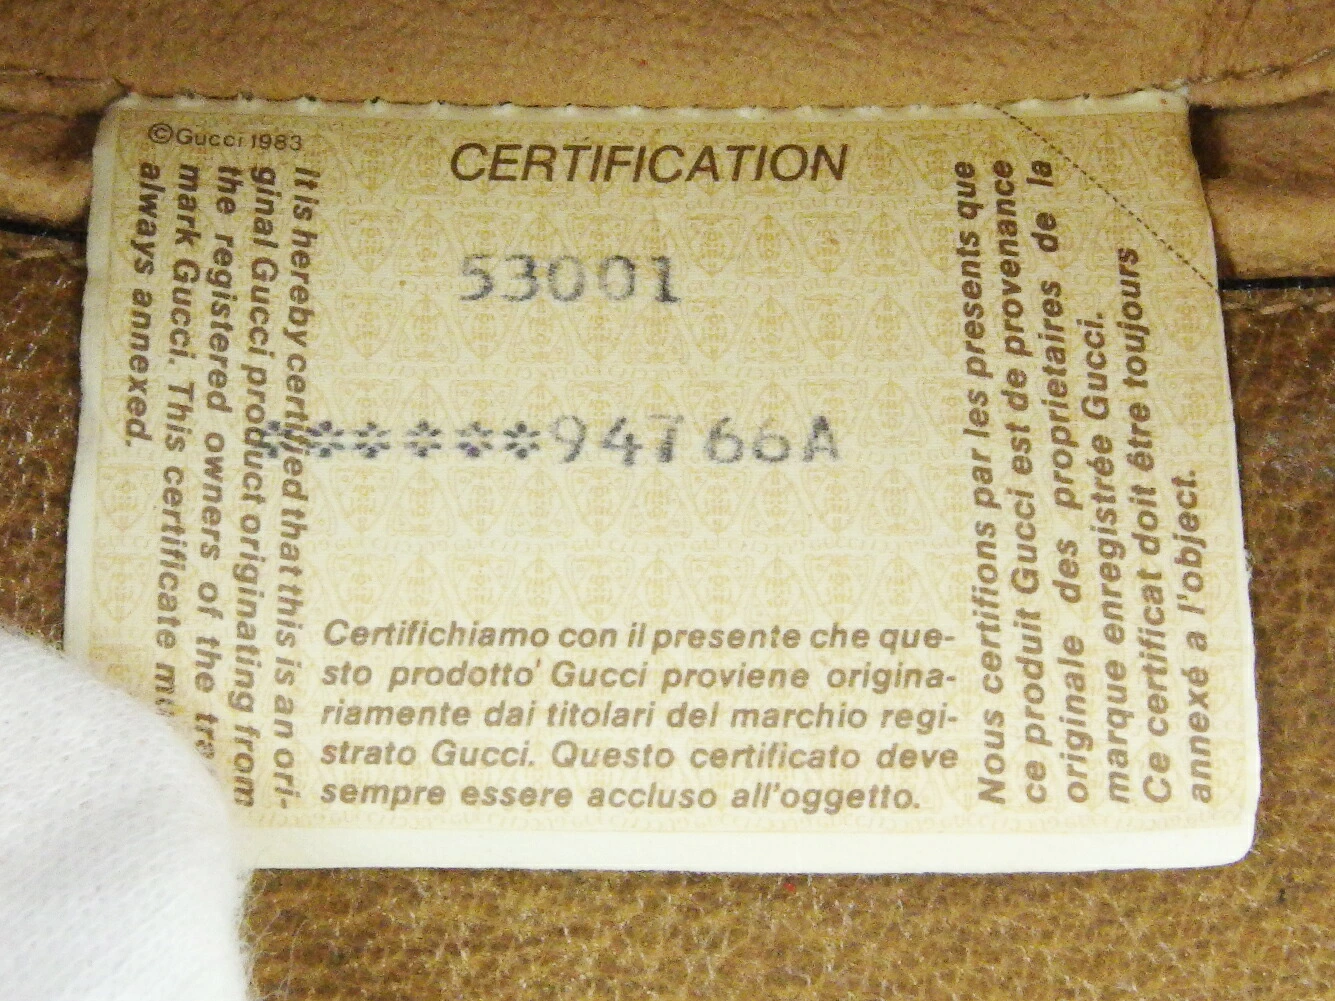 ©Gucci 1983
CERTIFICATION
53001
******94766A
It is hereby certified that this is an ori-
ginal Gucci product originating from
the registered owners of the
mark Gucci. This certificate
always annexed.
Certifichiamo con il presente che que-
sto prodotto' Gucci proviene origina-
riamente dai titolari del marchio regi-
strato Gucci. Questo certificato deve
sempre essere accluso all'oggetto.
Nous certifions par les presents que
ce produit Gucci est de provenance
originale des proprietaires de la
marque enregistrée Gucci.
Ce certificat doit être toujours
annexé a l'object.